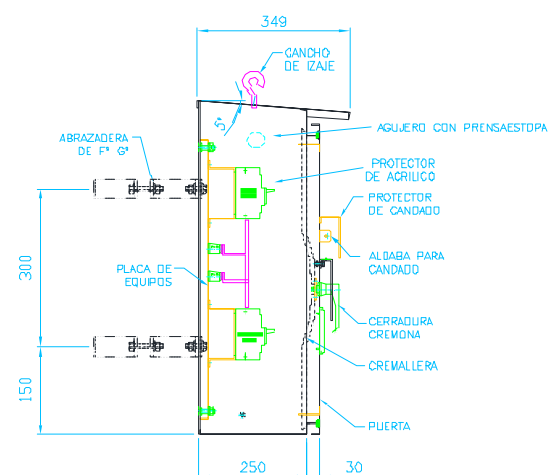 349
GANCHO
DE IZAJE
5°
AGUJERO CON PRENSAESTOPA
ABRAZADERA
DE Fº Gº
PROTECTOR
DE ACRILICO
PROTECTOR
DE CANDADO
ALDABA PARA
CANDADO
PLACA DE
EQUIPOS
300
CERRADURA
CREMONA
CREMALLERA
150
PUERTA
250
30